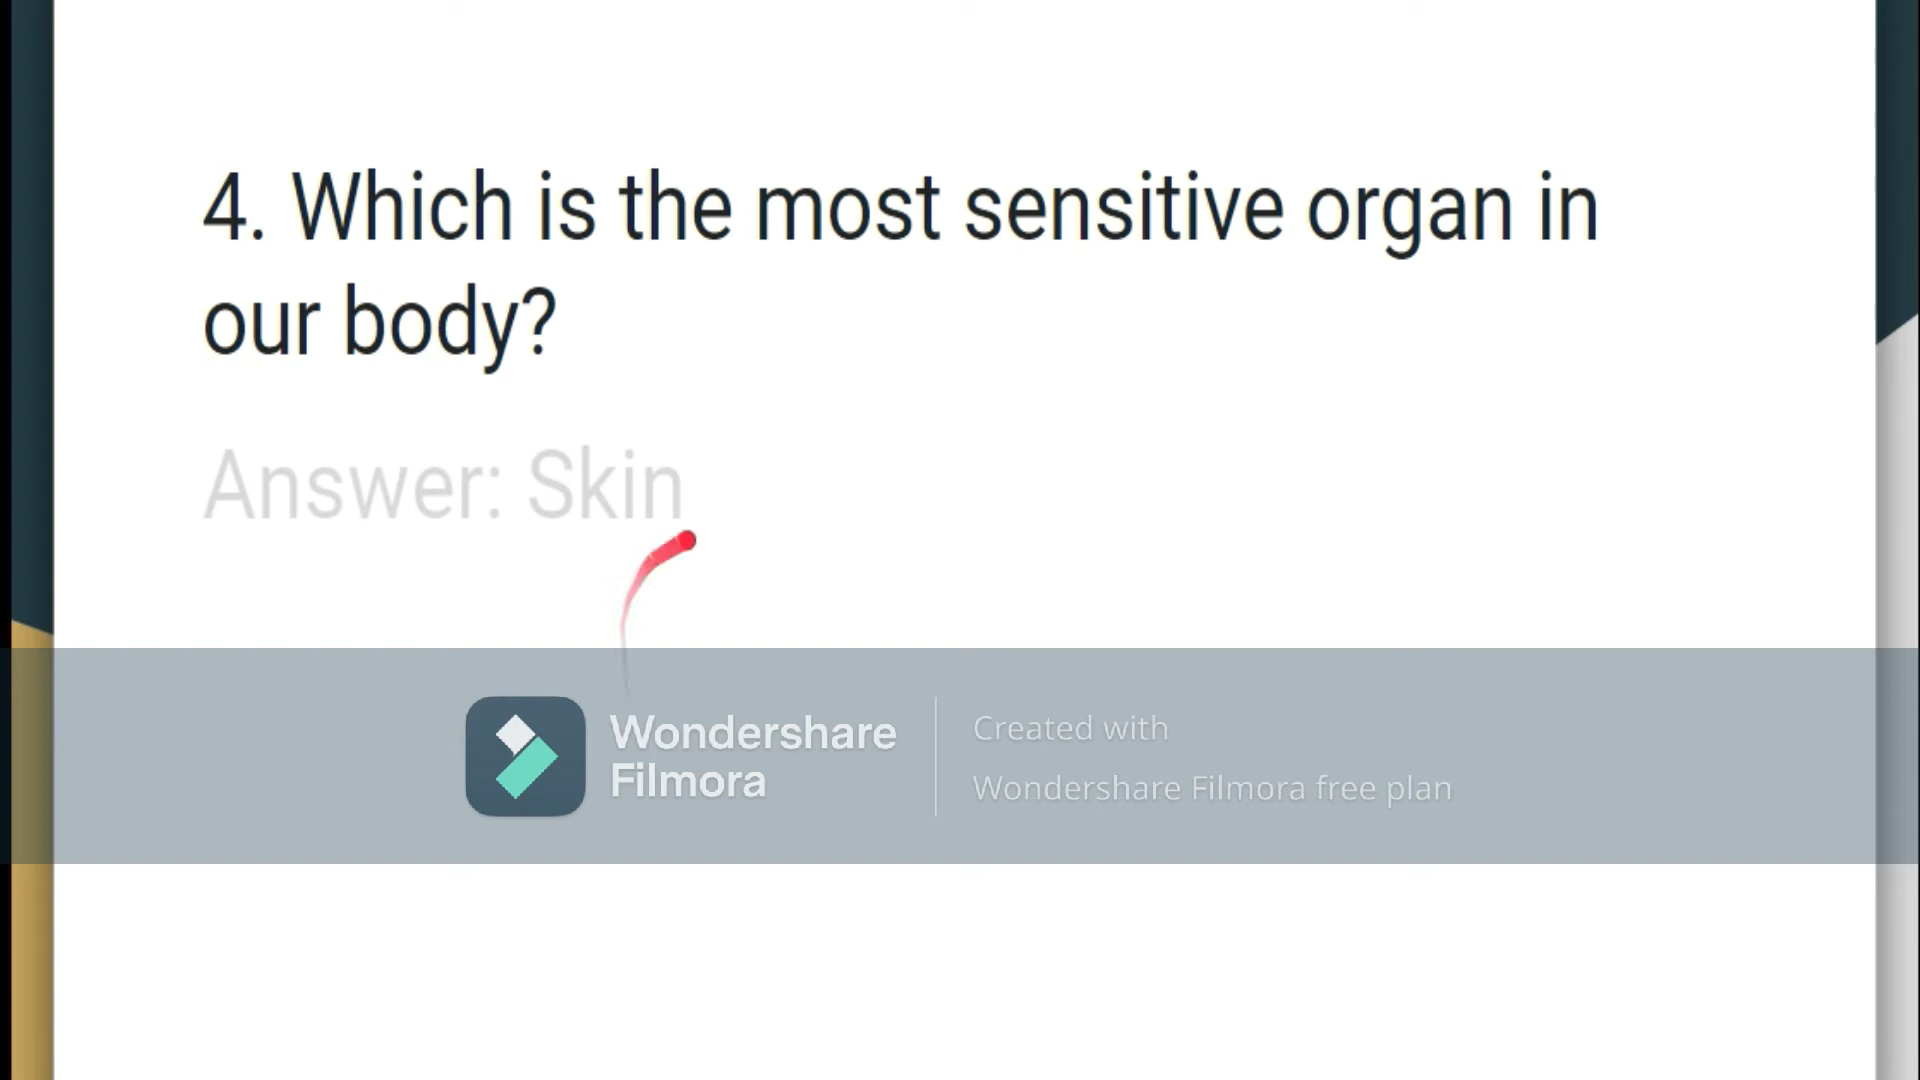 4. Which is the most sensitive organ in
our body?
Answer: Skin
Wondershare
Filmora
Created with
Wondershare Filmora free plan